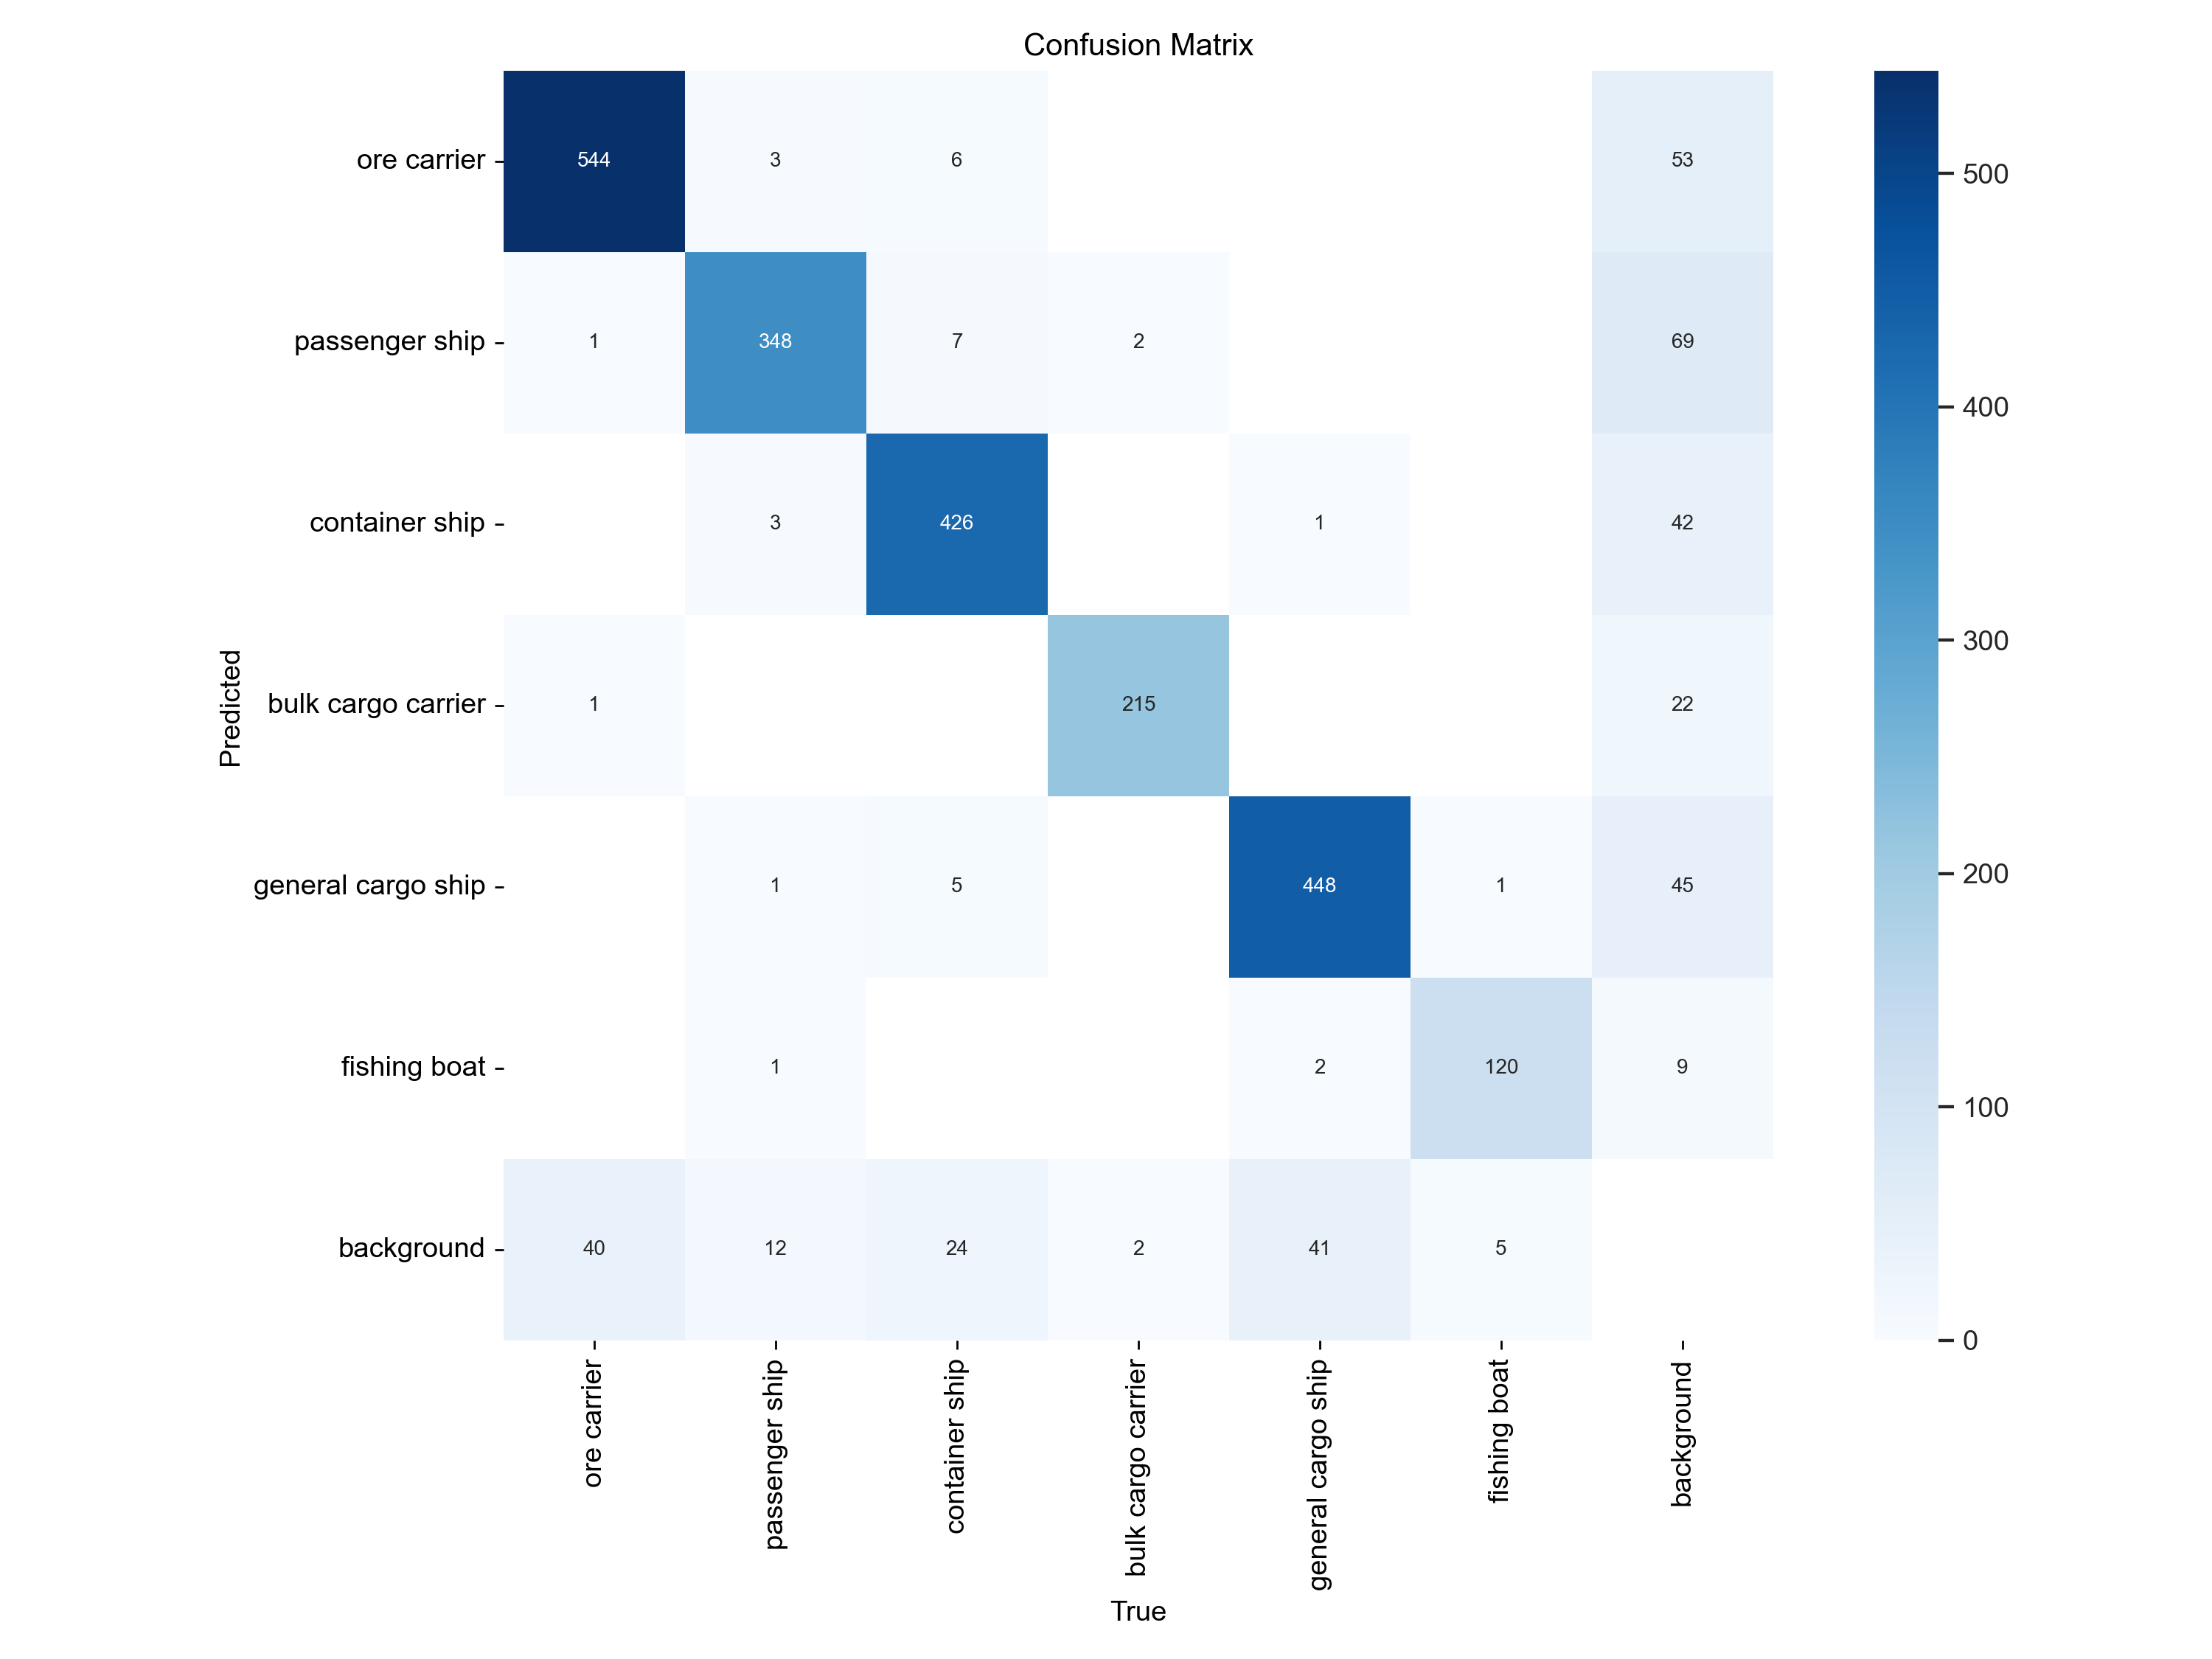 Confusion Matrix
ore carrier 544 3 6 53
passenger ship 1 348 7 2 69
container ship 3 426 1 42
bulk cargo carrier 1 215 22
general cargo ship 1 5 448 1 45
fishing boat 1 2 120 9
background 40 12 24 2 41 5
Predicted
ore carrier
passenger ship
container ship
bulk cargo carrier
general cargo ship
fishing boat
background
True
500
400
300
200
100
0